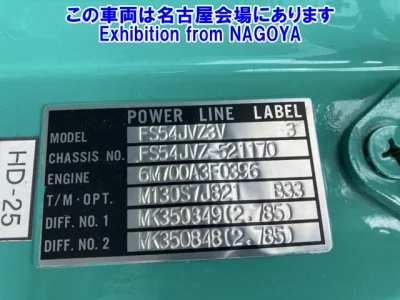 この車両は名古屋会場にあります
Exhibition from NAGOYA
POWER LINE LABEL
MODEL FS54JVZ3V 3
CHASSIS NO. FS54JVZ-521170
ENGINE 6M700A3F0396
T/M·OPT. M130S7J821 B33
DIFF. NO. 1 MK350349(2,785)
DIFF. NO. 2 MK350848(2,785)
HD-25